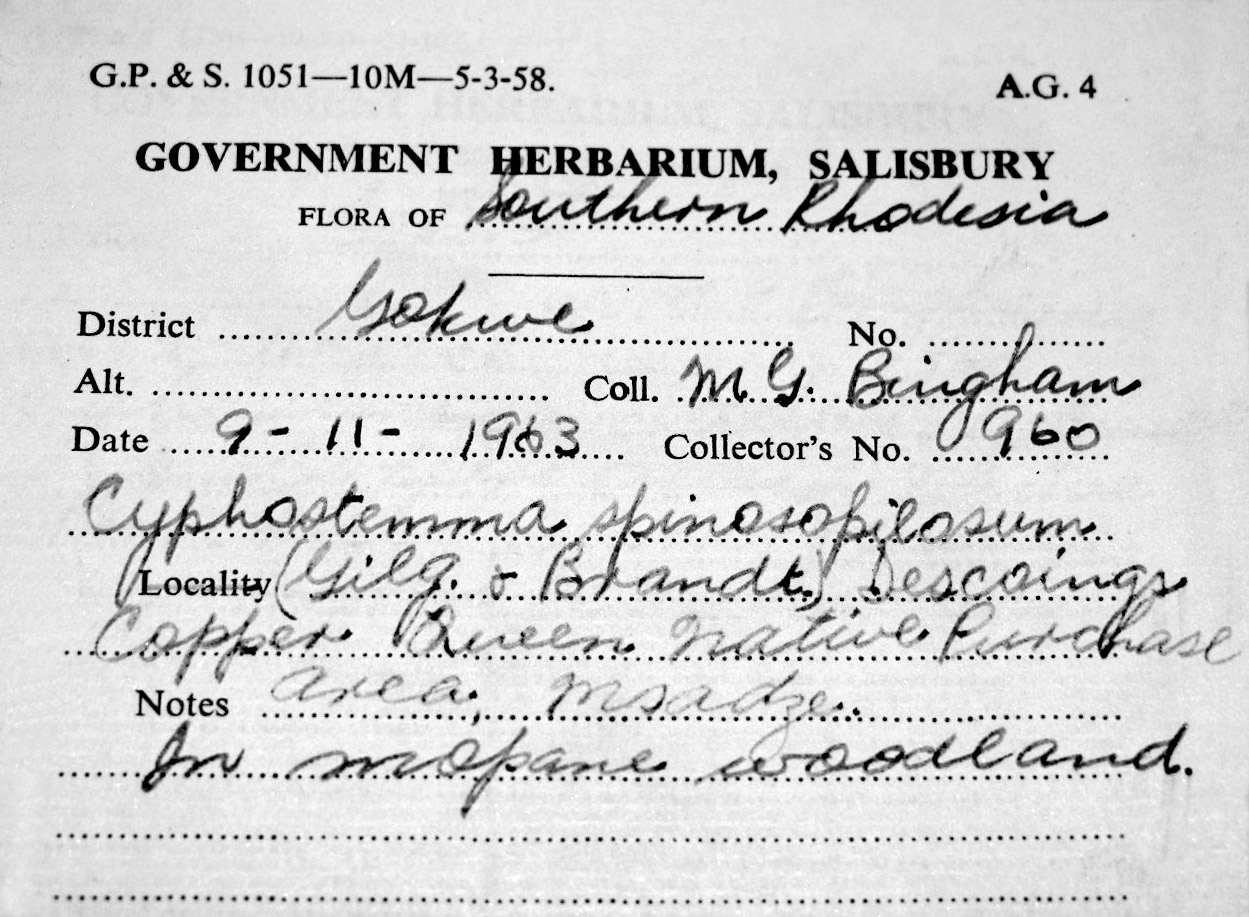 G.P. & S. 1051—10M—5-3-58. A.G. 4
GOVERNMENT HERBARIUM, SALISBURY
FLORA OF Southern Rhodesia
District Gokwe No.
Alt. Coll. M.G. Bingham
Date 9-11-1963 Collector's No. 960
Cyphostemma spinosopilosum
Locality (Gilg. & Brandt.) Descoings
Copper Queen Native Purchase
Notes Area, Msadze.
In mopane woodland.